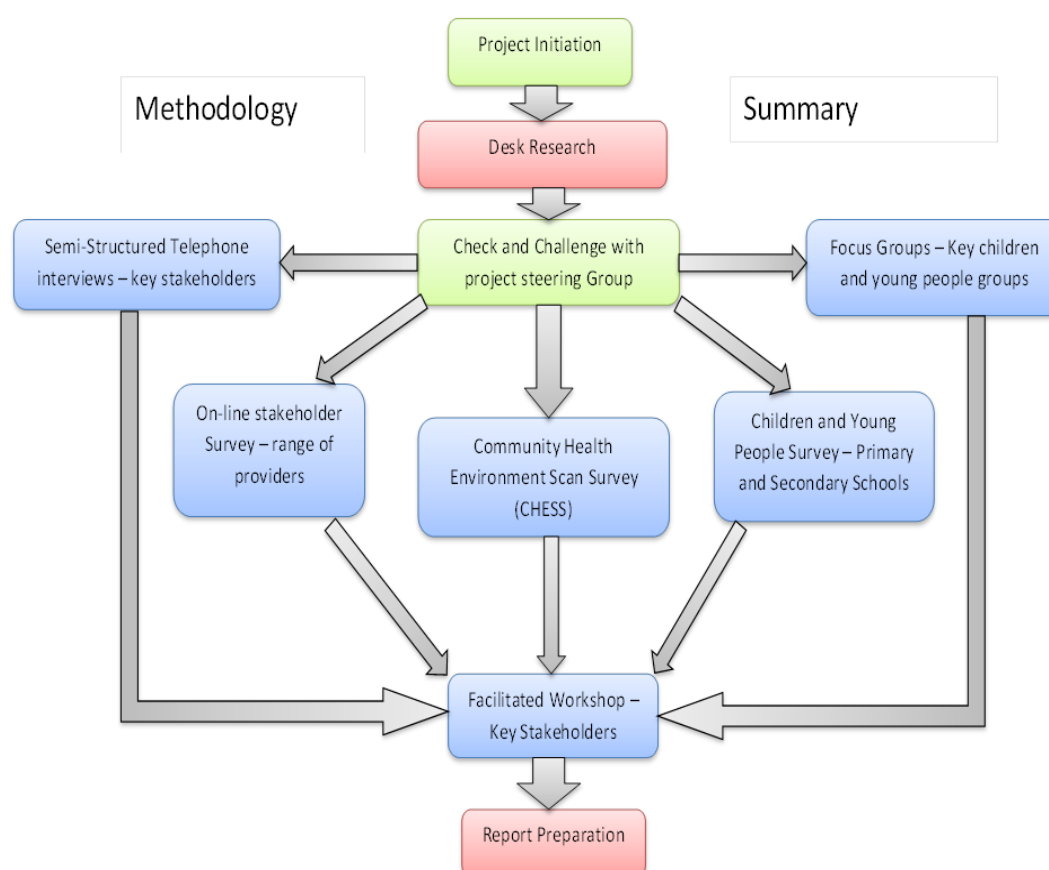 Project Initiation
Methodology
Summary
Desk Research
Semi-Structured Telephone
interviews – key stakeholders
Check and Challenge with
project steering Group
Focus Groups – Key children
and young people groups
On-line stakeholder
Survey – range of
providers
Community Health
Environment Scan Survey
(CHESS)
Children and Young
People Survey – Primary
and Secondary Schools
Facilitated Workshop –
Key Stakeholders
Report Preparation